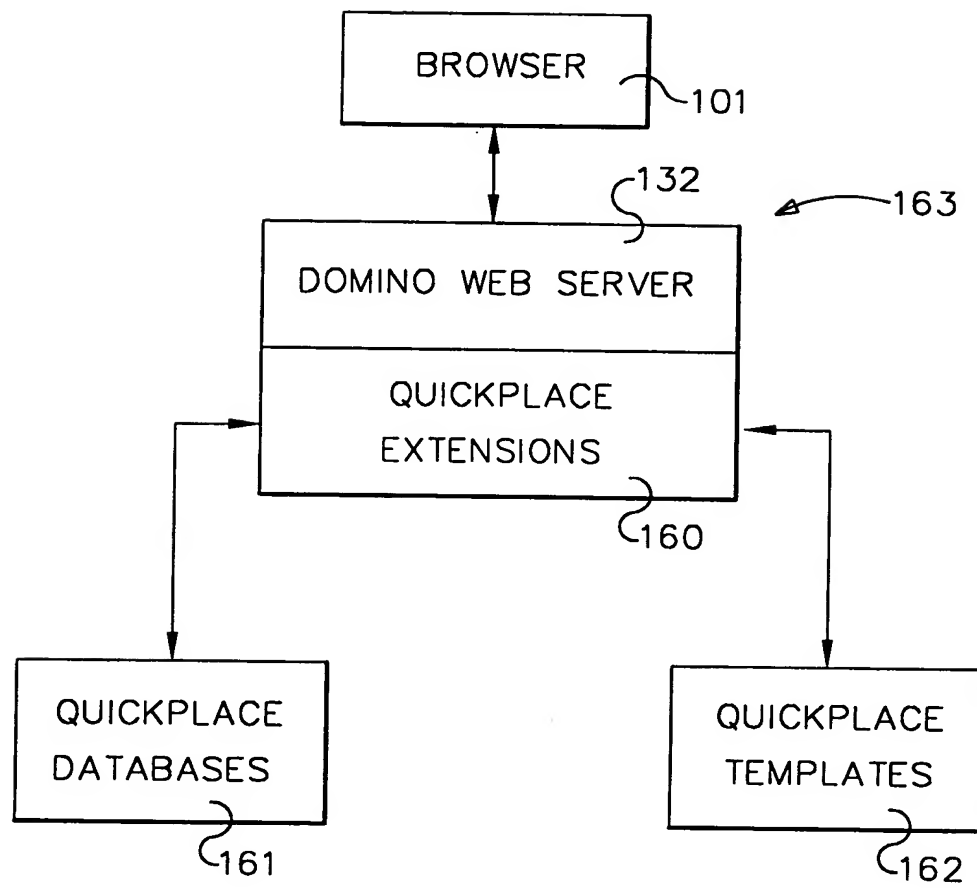 BROWSER
101
132
163
DOMINO WEB SERVER
QUICKPLACE
EXTENSIONS
160
QUICKPLACE
DATABASES
161
QUICKPLACE
TEMPLATES
162